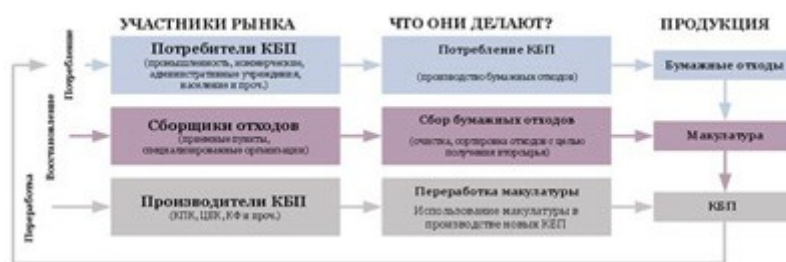 УЧАСТНИКИ РЫНКА
ЧТО ОНИ ДЕЛАЮТ?
ПРОДУКЦИЯ
Потребление
Потребители КБП
(промышленность, коммерческие,
административные учреждения,
население и проч.)
Потребление КБП
(производство бумажных отходов)
Бумажные отходы
Восстановление
Сборщики отходов
(приемные пункты,
специализированные организации)
Сбор бумажных отходов
(очистка, сортировка отходов с целью
получения вторсырья)
Макулатура
Переработка
Производители КБП
(КПК, ЦБК, КФ и проч.)
Переработка макулатуры
Использование макулатуры в
производстве новых КБП
КБП